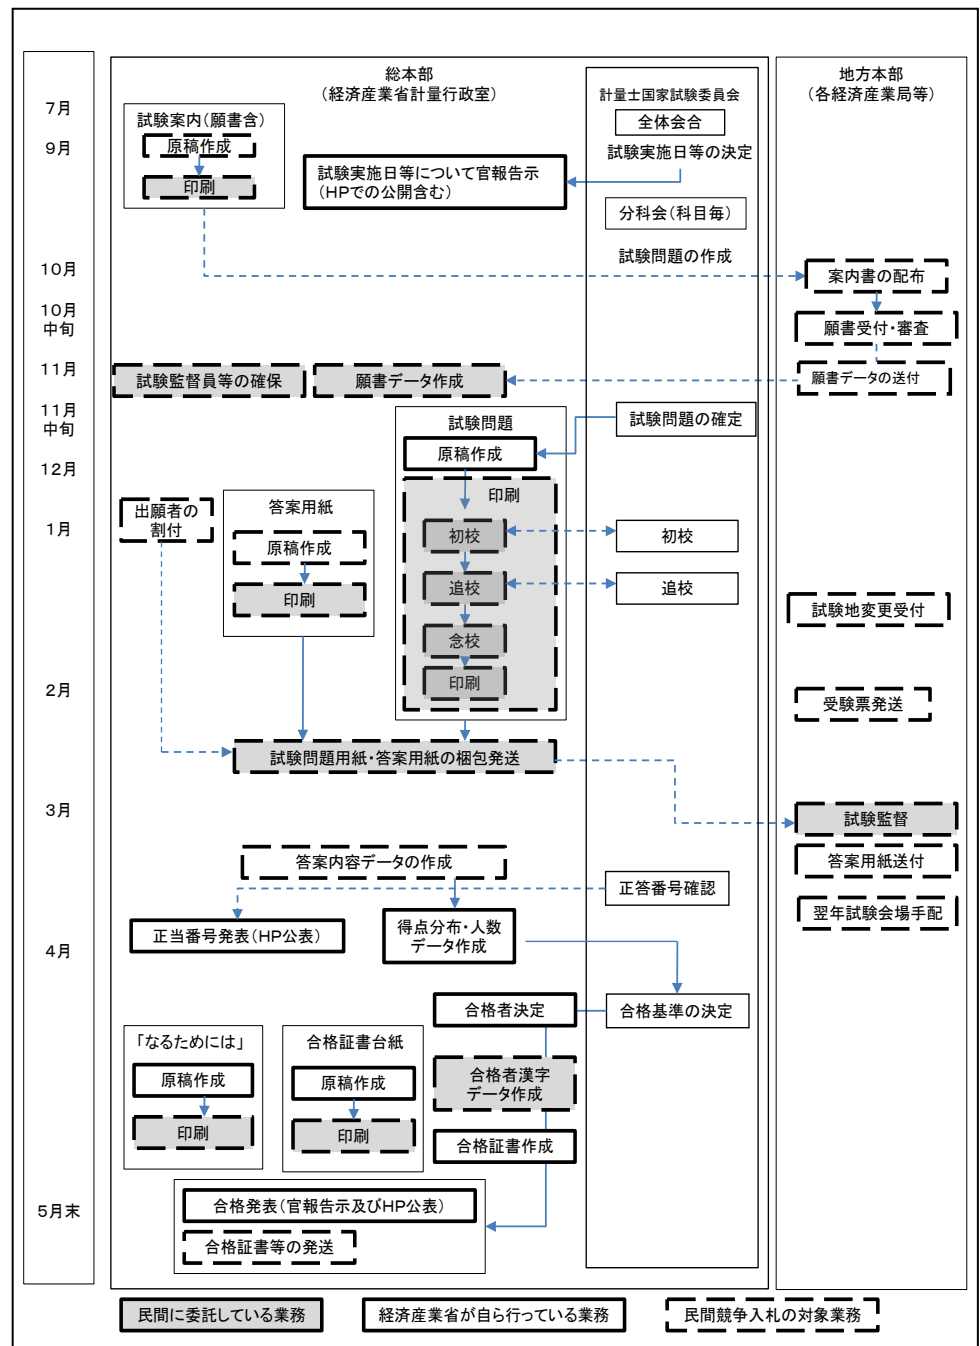 総本部
（経済産業省計量行政室）
計量士国家試験委員会
地方本部
（各経済産業局等）
7月
試験案内（願書含）
全体会合
9月
原稿作成
試験実施日等の決定
印刷
試験実施日等について官報告示
（HPでの公開含む）
分科会（科目毎）
10月
試験問題の作成
案内書の配布
10月
中旬
願書受付・審査
11月
試験監督員等の確保
願書データ作成
願書データの送付
11月
中旬
試験問題
試験問題の確定
原稿作成
12月
印刷
出願者の
割付
答案用紙
1月
初校
初校
原稿作成
追校
追校
印刷
試験地変更受付
念校
印刷
2月
受験票発送
試験問題用紙・答案用紙の梱包発送
3月
試験監督
答案内容データの作成
答案用紙送付
正答番号確認
翌年試験会場手配
正当番号発表（HP公表）
得点分布・人数
データ作成
4月
合格者決定
合格基準の決定
「なるためには」
合格証書台紙
原稿作成
原稿作成
合格者漢字
データ作成
印刷
印刷
合格証書作成
5月末
合格発表（官報告示及びHP公表）
合格証書等の発送
民間に委託している業務
経済産業省が自ら行っている業務
民間競争入札の対象業務